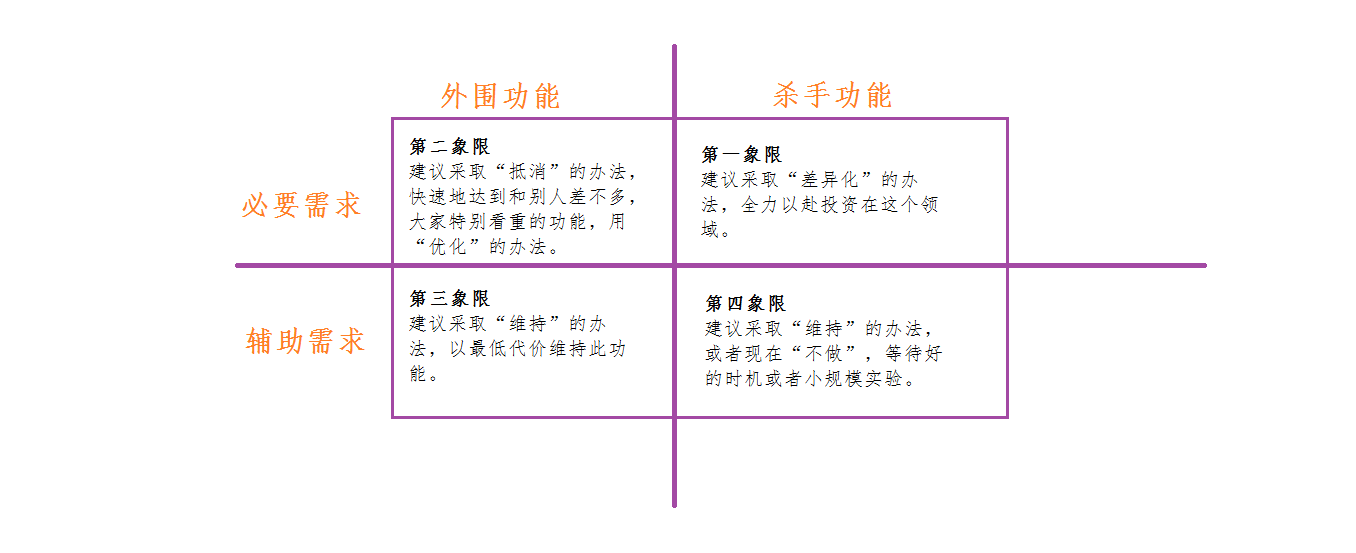 外围功能
杀手功能
必要需求
第二象限
建议采取“抵消”的办法，
快速地达到和别人差不多，
大家特别看重的功能，用
“优化”的办法。
第一象限
建议采取“差异化”的办
法，全力以赴投资在这个领
域。
辅助需求
第三象限
建议采取“维持”的办
法，以最低代价维持此功
能。
第四象限
建议采取“维持”的办法，
或者现在“不做”，等待好
的时机或者小规模实验。